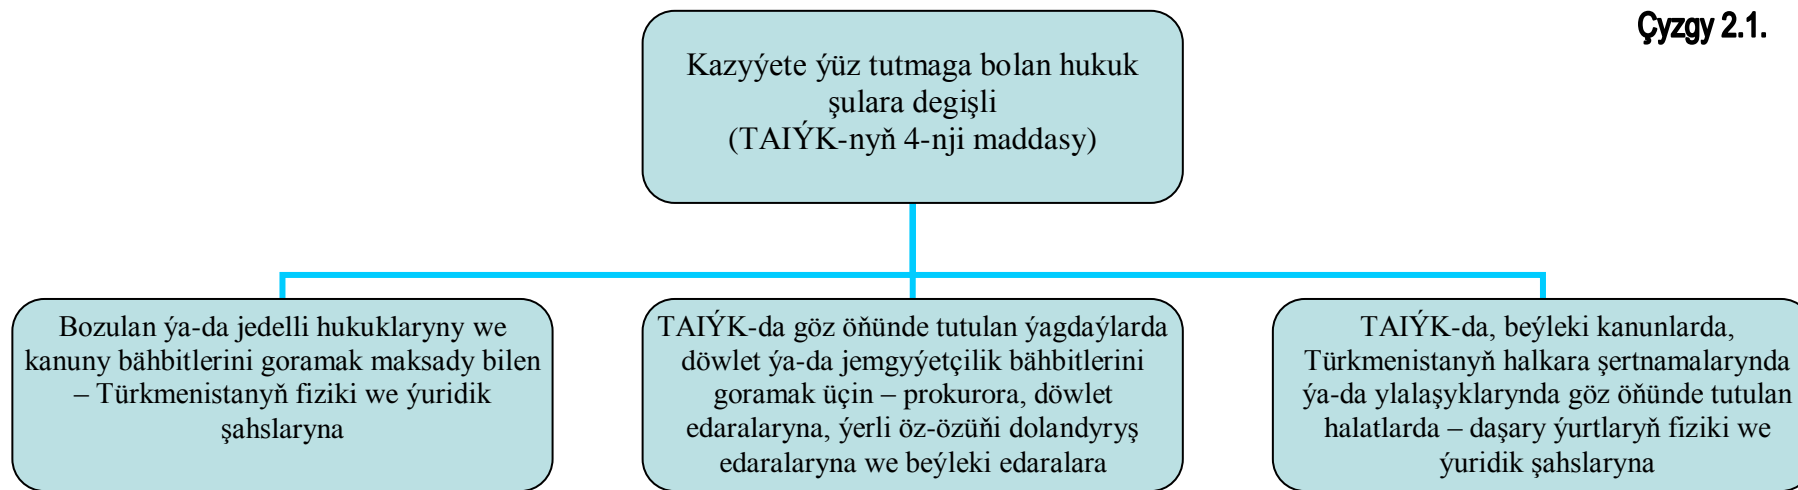 Çyzgy 2.1.
Kazyýete ýüz tutmaga bolan hukuk
şulara degişli
(TAIÝK-nyň 4-nji maddasy)
Bozulan ýa-da jedelli hukuklaryny we
kanuny bähbitlerini goramak maksady bilen
– Türkmenistanyň fiziki we ýuridik
şahslaryna
TAIÝK-da göz öňünde tutulan ýagdaýlarda
döwlet ýa-da jemgyýetçilik bähbitlerini
goramak üçin – prokurora, döwlet
edaralaryna, ýerli öz-özüňi dolandyryş
edaralaryna we beýleki edaralara
TAIÝK-da, beýleki kanunlarda,
Türkmenistanyň halkara şertnamalarynda
ýa-da ylalaşyklarynda göz öňünde tutulan
halatlarda – daşary ýurtlaryň fiziki we
ýuridik şahslaryna